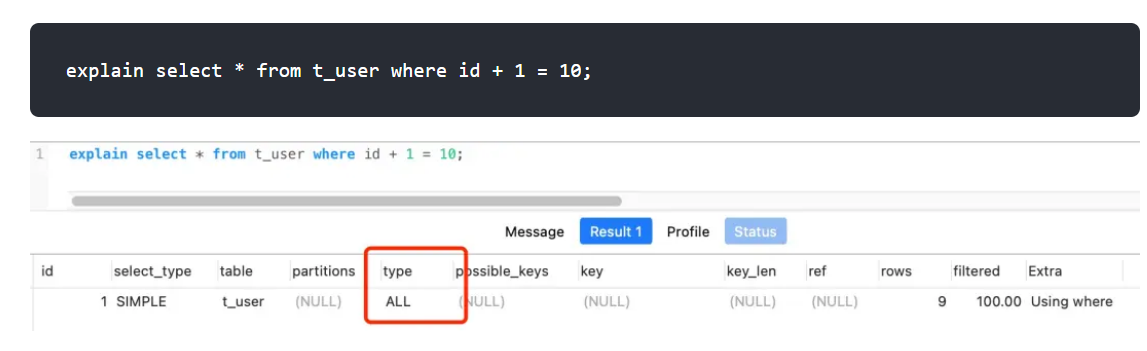 explain select * from t_user where id + 1 = 10;
1 explain select * from t_user where id + 1 = 10;
Message Result 1 Profile Status
id select_type table partitions type possible_keys key key_len ref rows filtered Extra
1 SIMPLE t_user (NULL) ALL (NULL) (NULL) (NULL) (NULL) 9 100.00 Using where